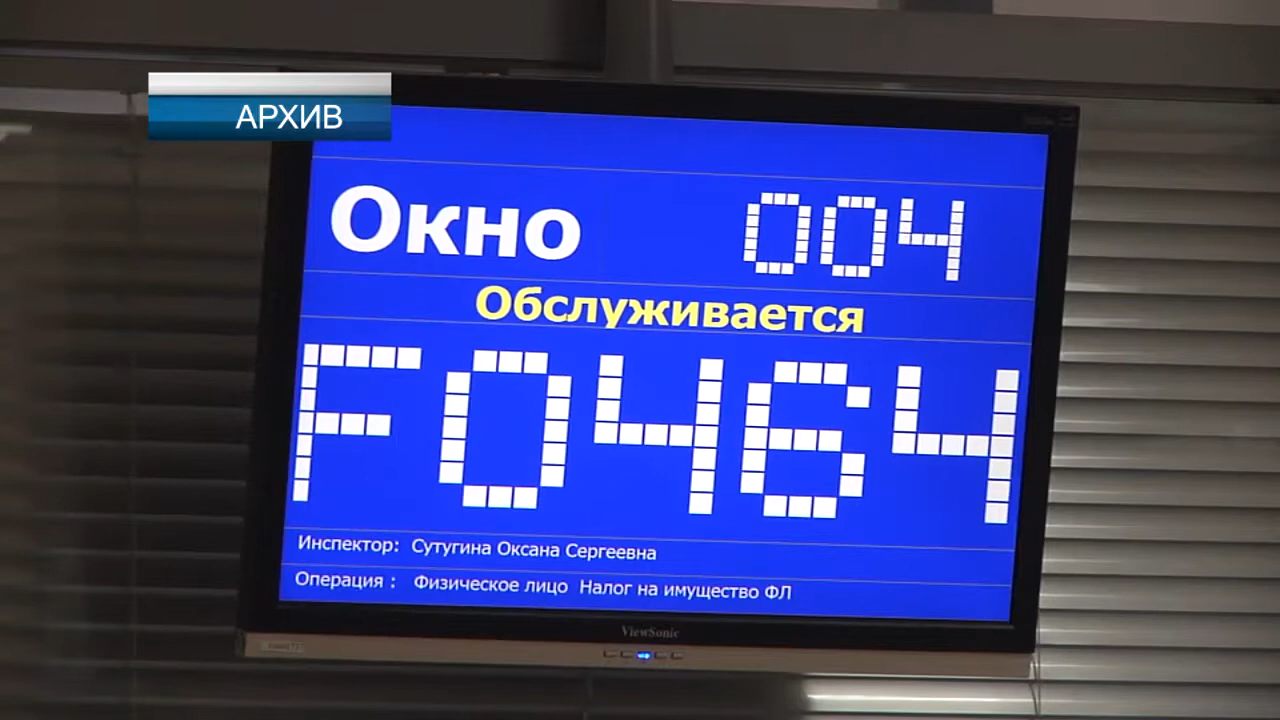 АРХИВ
Окно 004
Обслуживается
F0464
Инспектор: Сутугина Оксана Сергеевна
Операция : Физическое лицо Налог на имущество ФЛ
ViewSonic